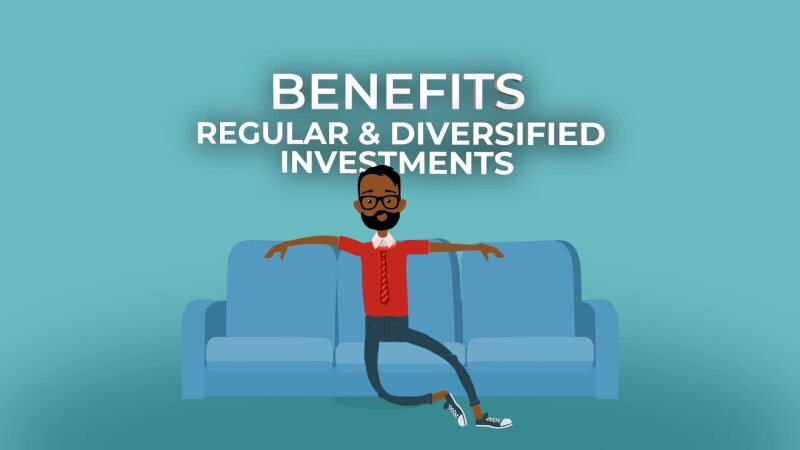 BENEFITS
REGULAR & DIVERSIFIED
INVESTMENTS